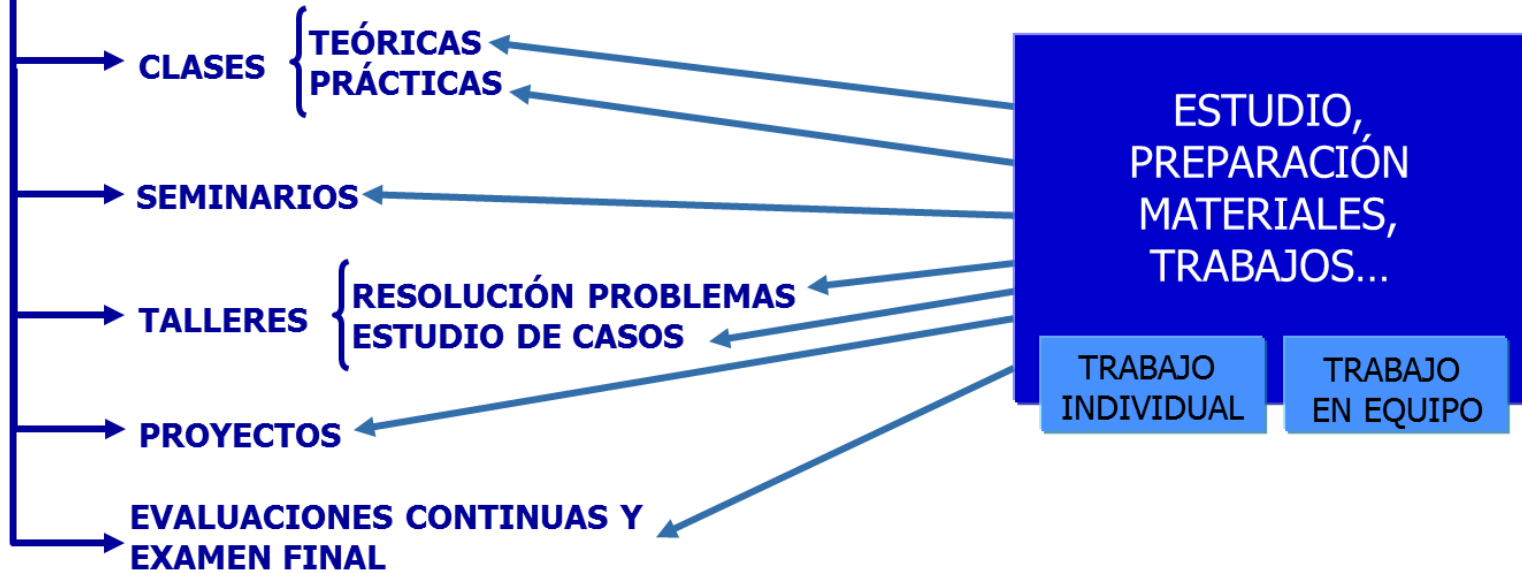 CLASES
TEÓRICAS
PRÁCTICAS
SEMINARIOS
TALLERES
RESOLUCIÓN PROBLEMAS
ESTUDIO DE CASOS
PROYECTOS
EVALUACIONES CONTINUAS Y
EXAMEN FINAL
ESTUDIO,
PREPARACIÓN
MATERIALES,
TRABAJOS...
TRABAJO
INDIVIDUAL
TRABAJO
EN EQUIPO